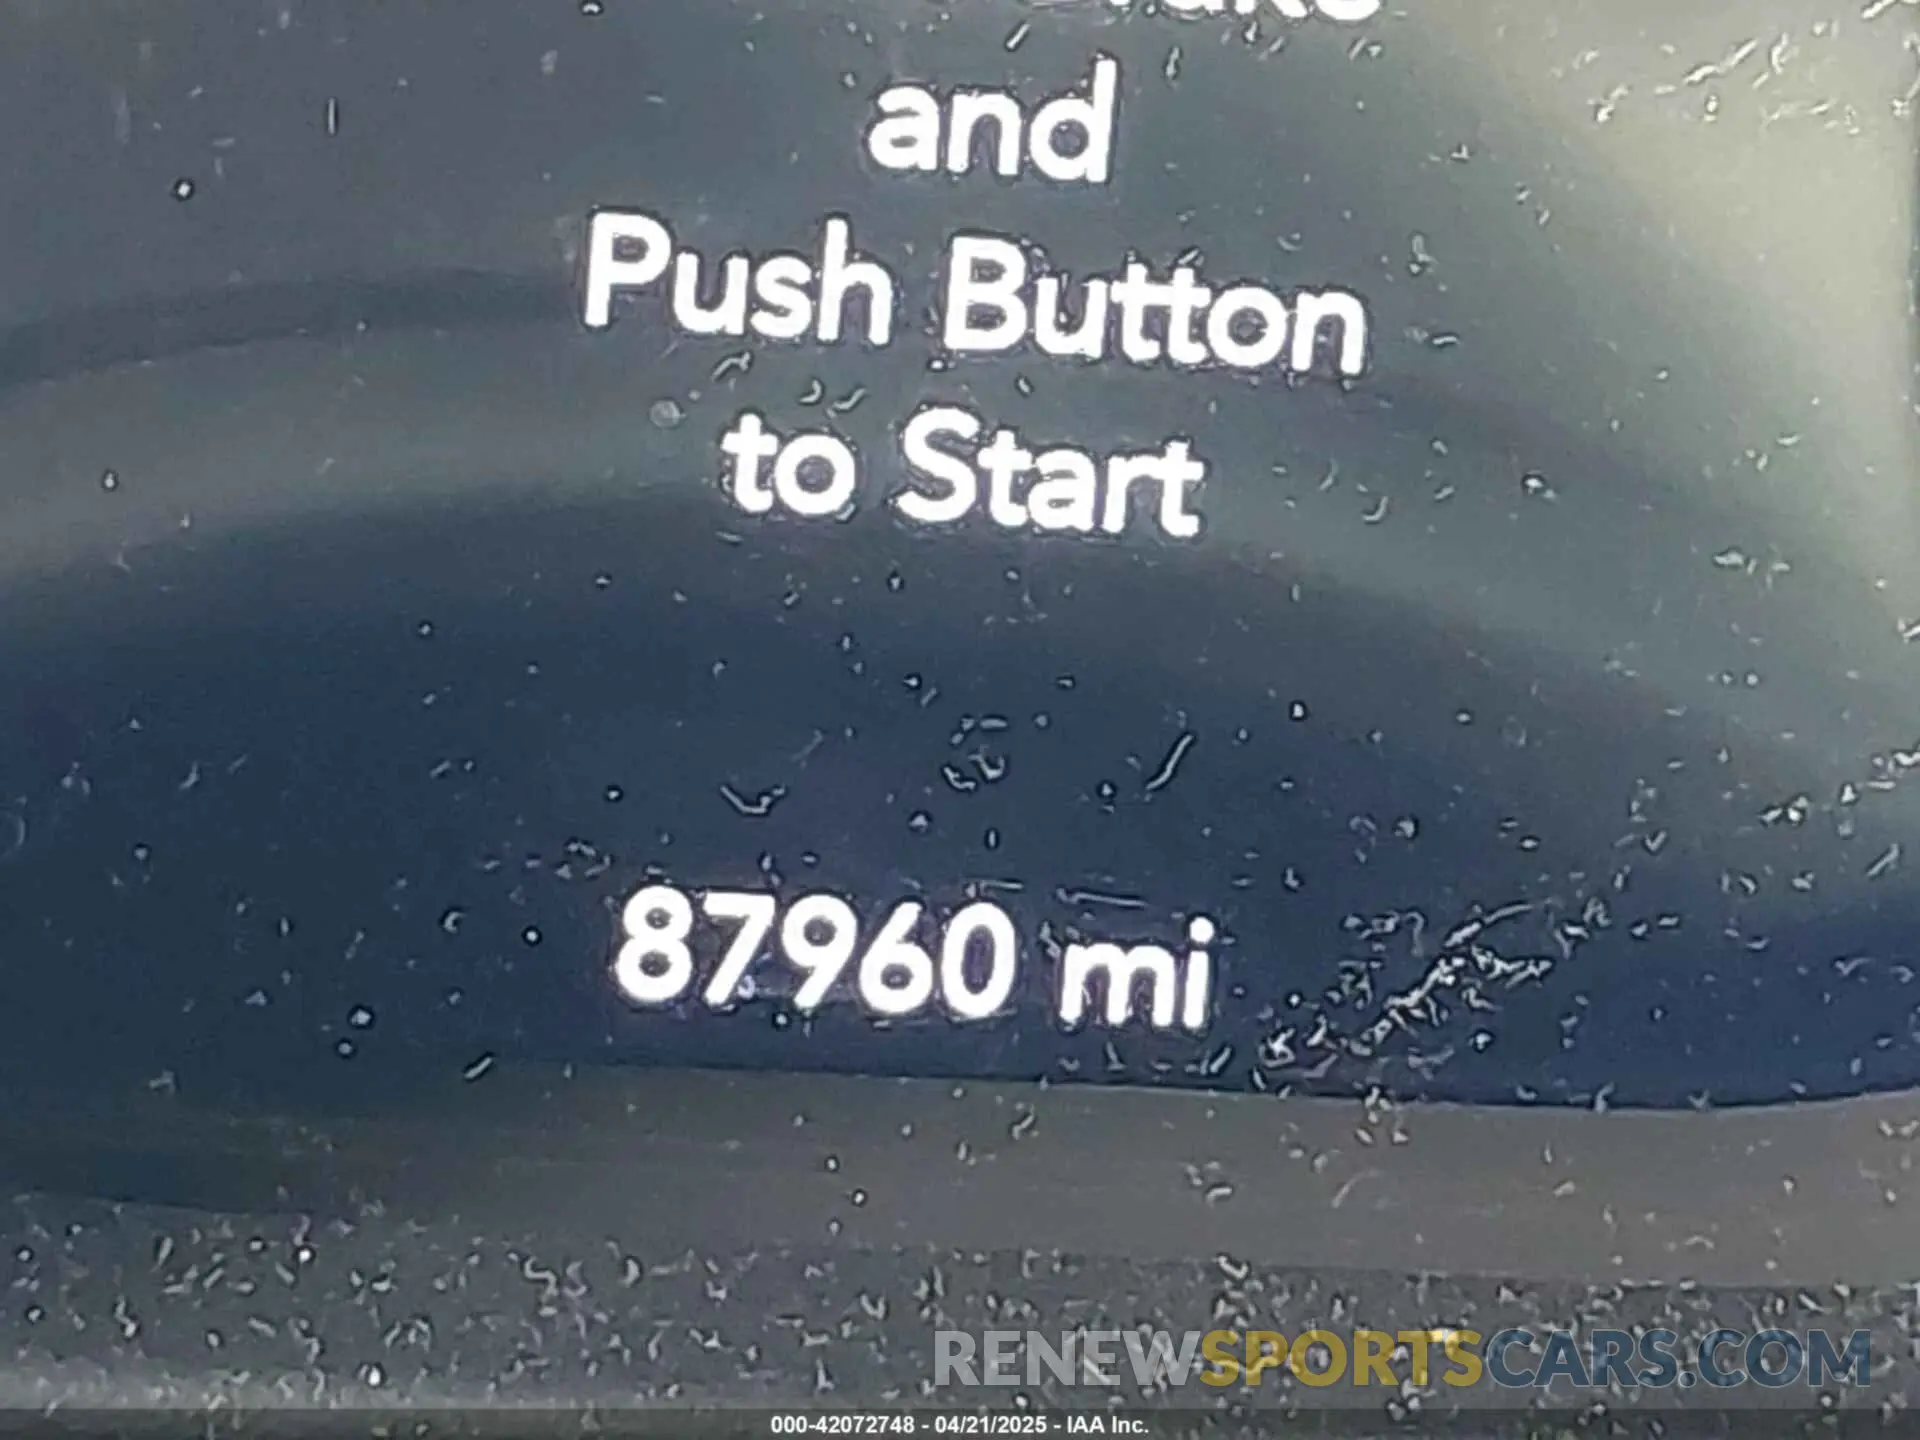 and
Push Button
to Start
87960 mi
RENEWSPORTSCARS.COM
000-42072748 - 04/21/2025 - IAA Inc.